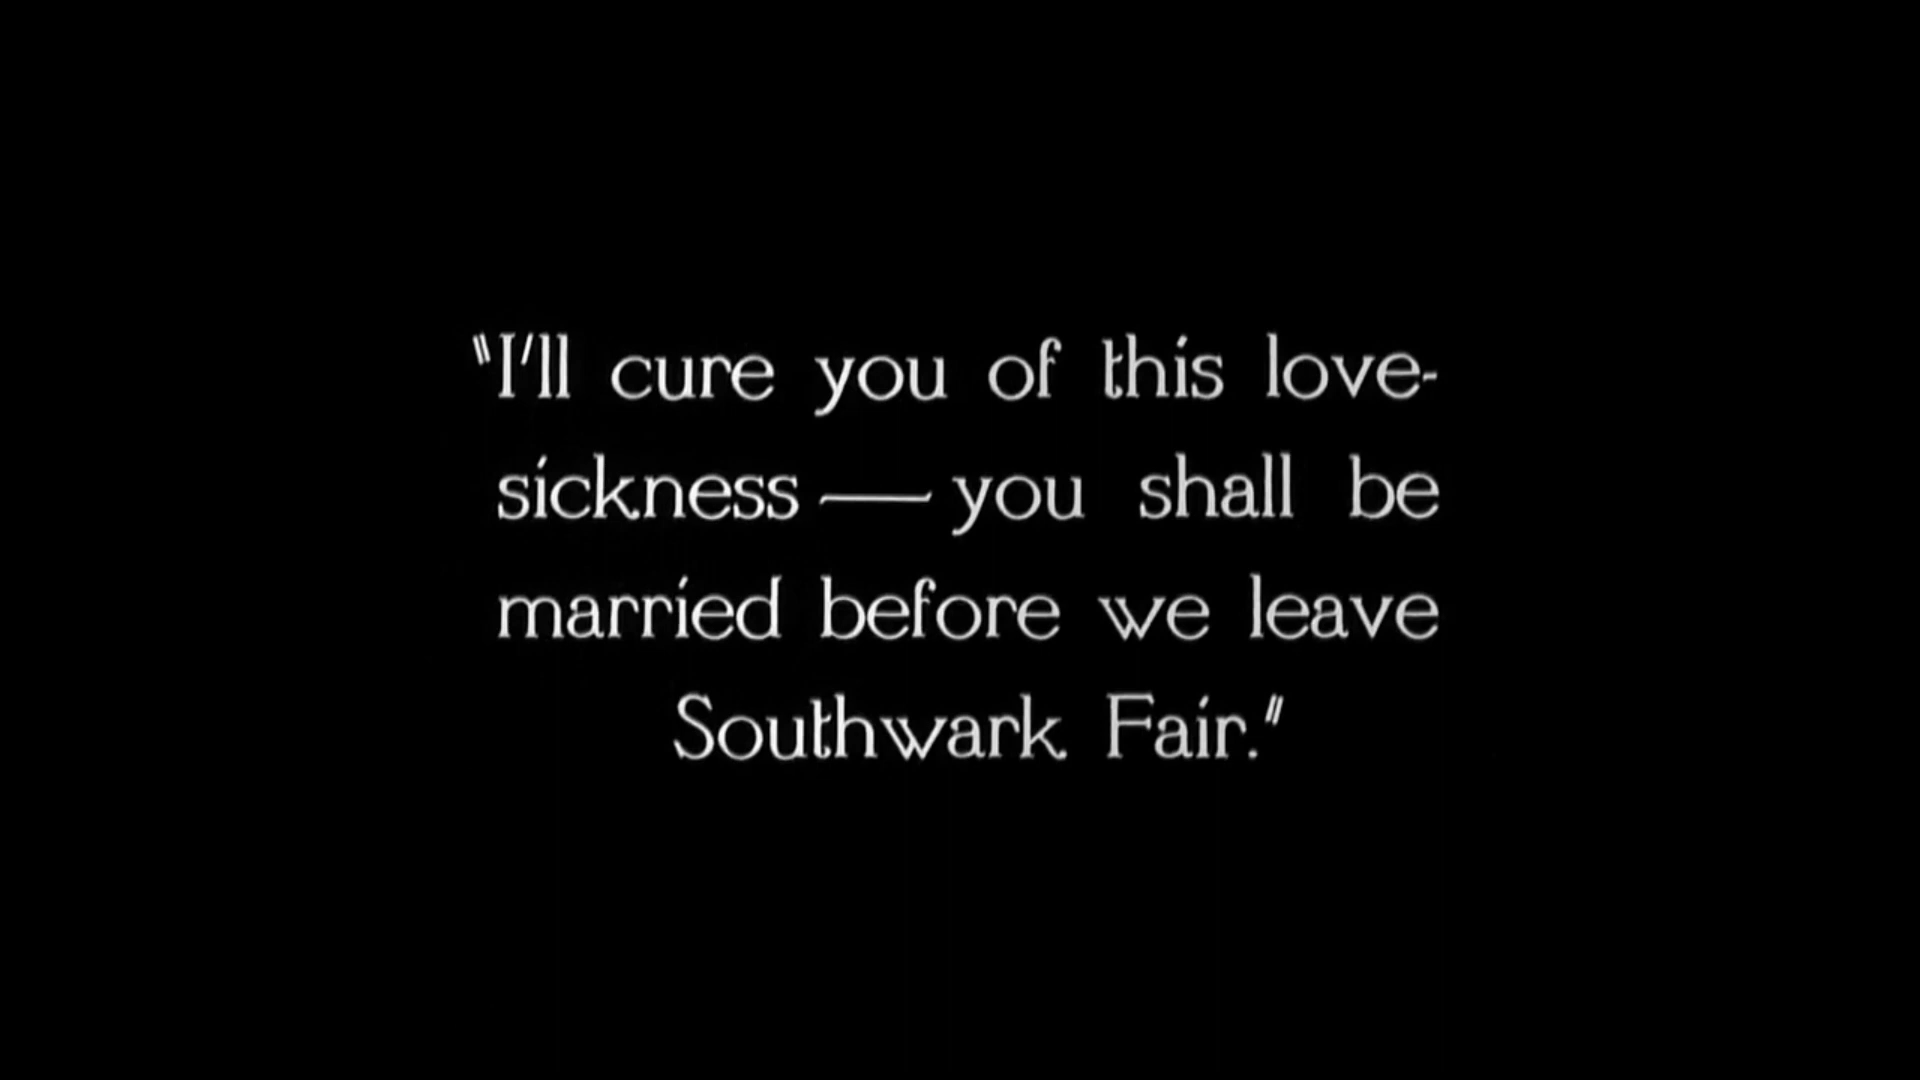 "I'll cure you of this love-
sickness — you shall be
married before we leave
Southwark Fair."